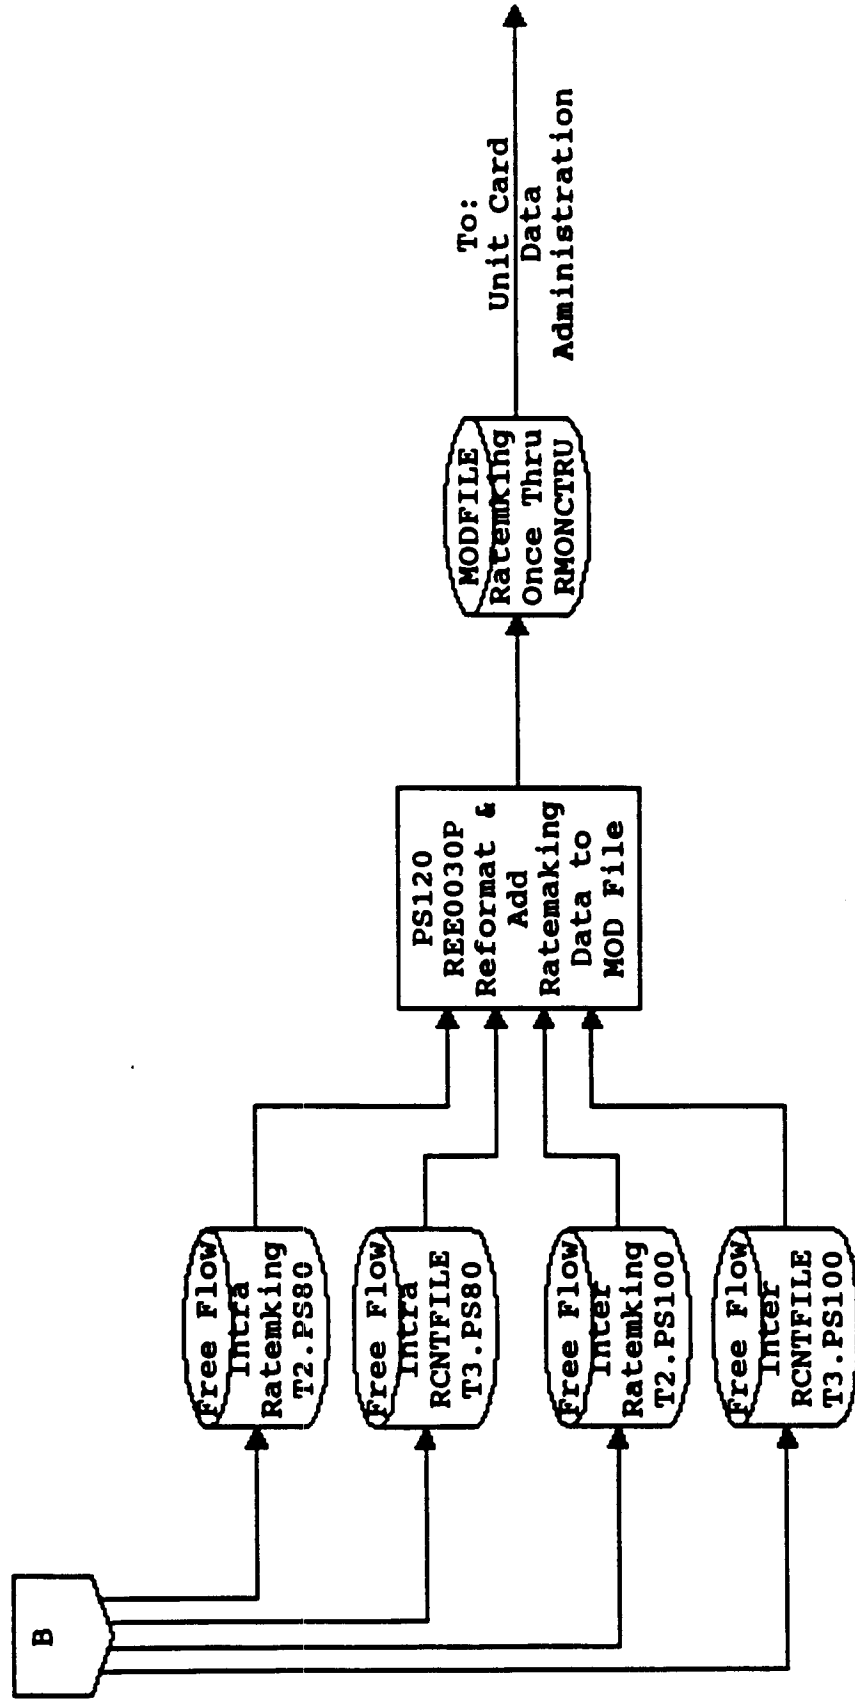 B
Free Flow
Intra
Ratemking
T2.PS80
Free Flow
Intra
RCNTFILE
T3.PS80
Free Flow
Inter
Ratemking
T2.PS100
Free Flow
Inter
RCNTFILE
T3.PS100
PS120
REE0030P
Reformat &
Add
Ratemaking
Data to
MOD File
MODFILE
Ratemking
Once Thru
RMONCTRU
To:
Unit Card
Data
Administration